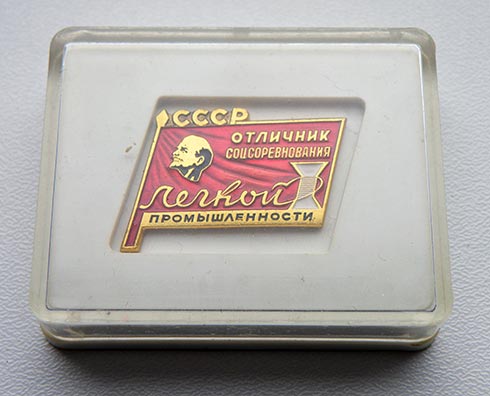 СССР
ОТЛИЧНИК
СОЦСОРЕВНОВАНИЯ
Легкой
ПРОМЫШЛЕННОСТИ